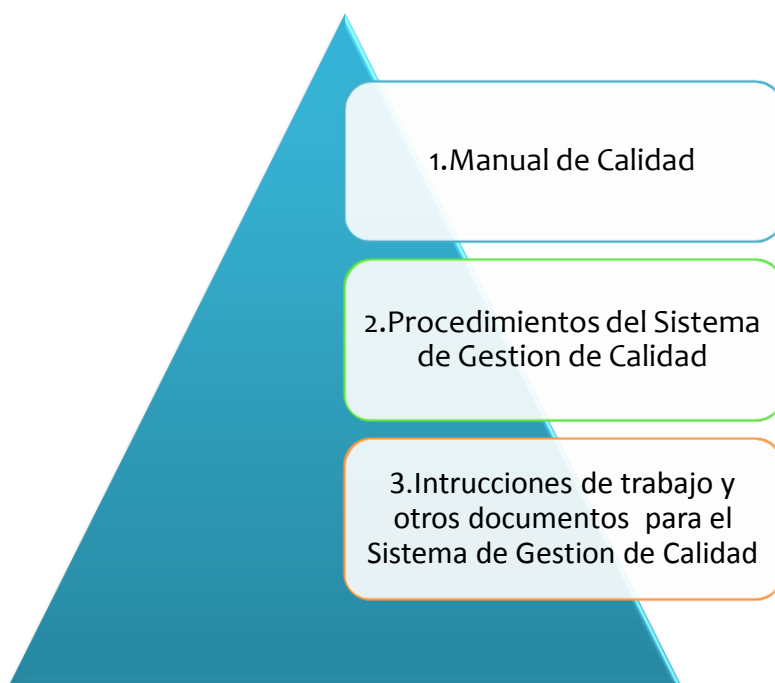 1.Manual de Calidad
2.Procedimientos del Sistema
de Gestion de Calidad
3.Intrucciones de trabajo y
otros documentos para el
Sistema de Gestion de Calidad